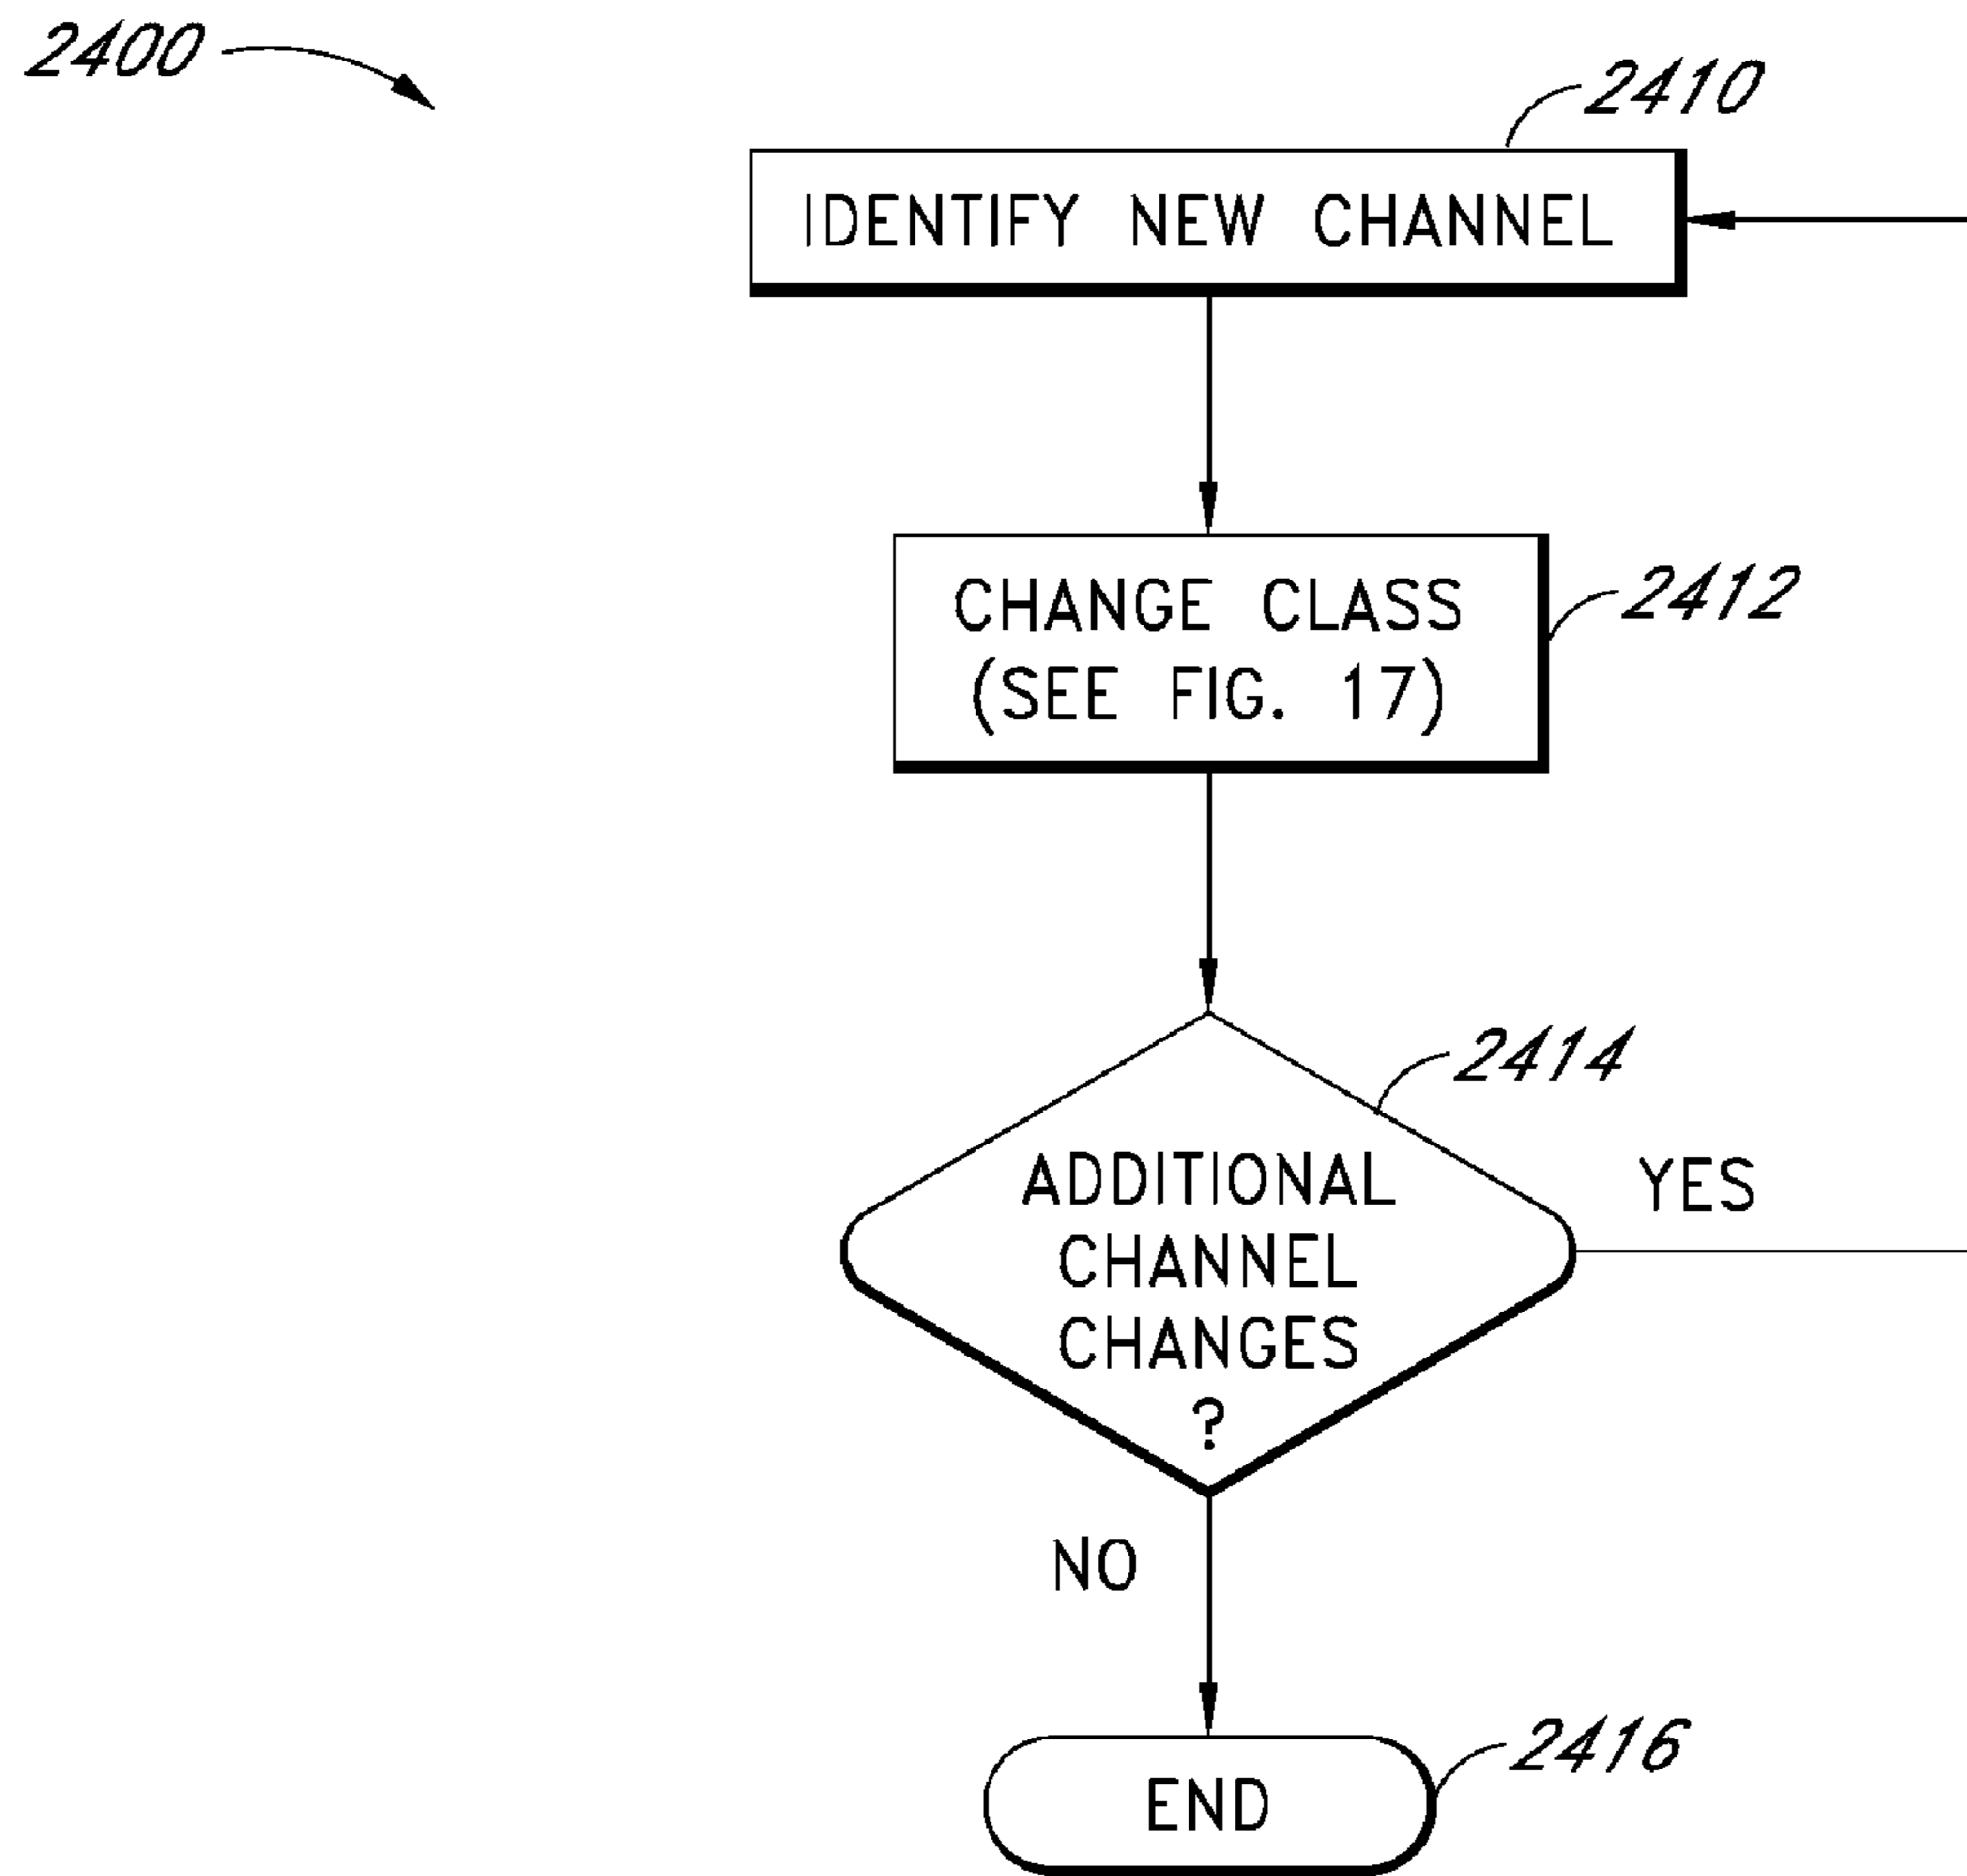 2400
2410
IDENTIFY NEW CHANNEL
CHANGE CLASS
(SEE FIG. 17)
2412
2414
ADDITIONAL
CHANNEL
CHANGES
?
YES
NO
2416
END